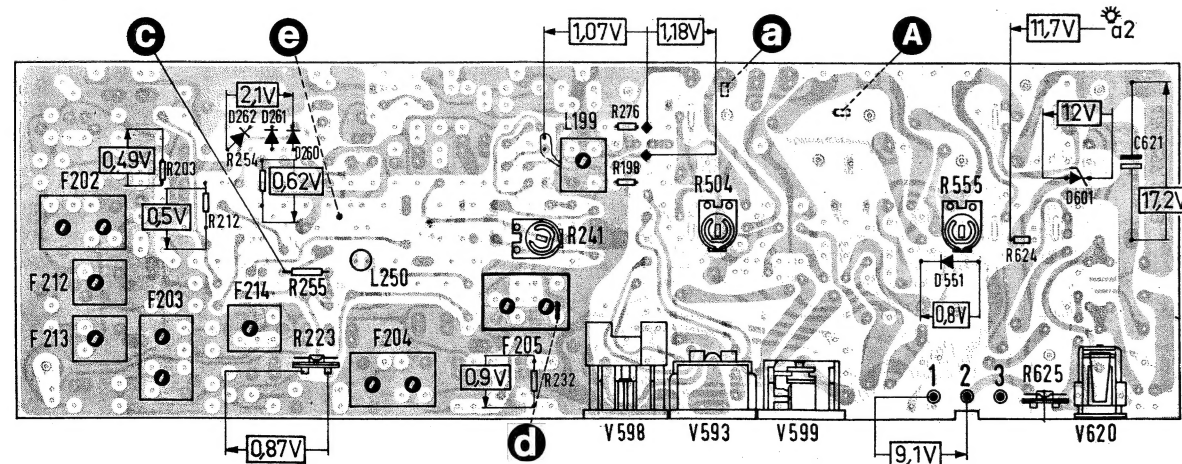 c
e
1,07V
1,18V
a
A
11,7V
a2
2,1V
D262
D261
D260
R254
0,49V
R203
F202
0,5V
R212
0,62V
R276
L199
R198
R504
R241
12V
D601
C621
17,2V
R555
R624
D551
0,8V
L250
R255
F212
F203
F214
F213
R223
F204
F205
0,9V
R232
1
2
3
R625
d
V598
V593
V599
V620
0,87V
9,1V